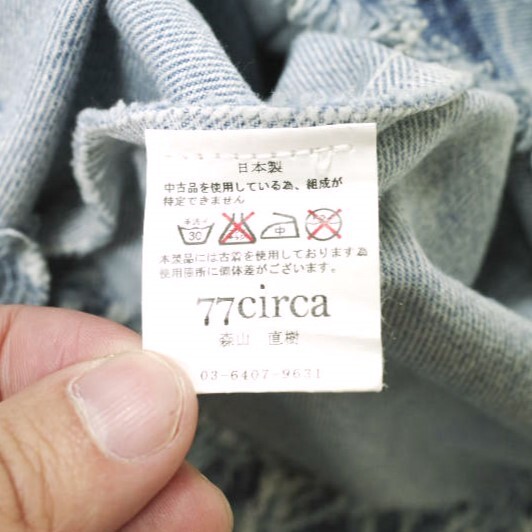 日本製
中古品を使用している為、組成が
特定できません
手洗イ
30
中
本製品には古着を使用しております為
使用箇所に個体差がございます。
77circa
森山 直樹
03-6407-9631